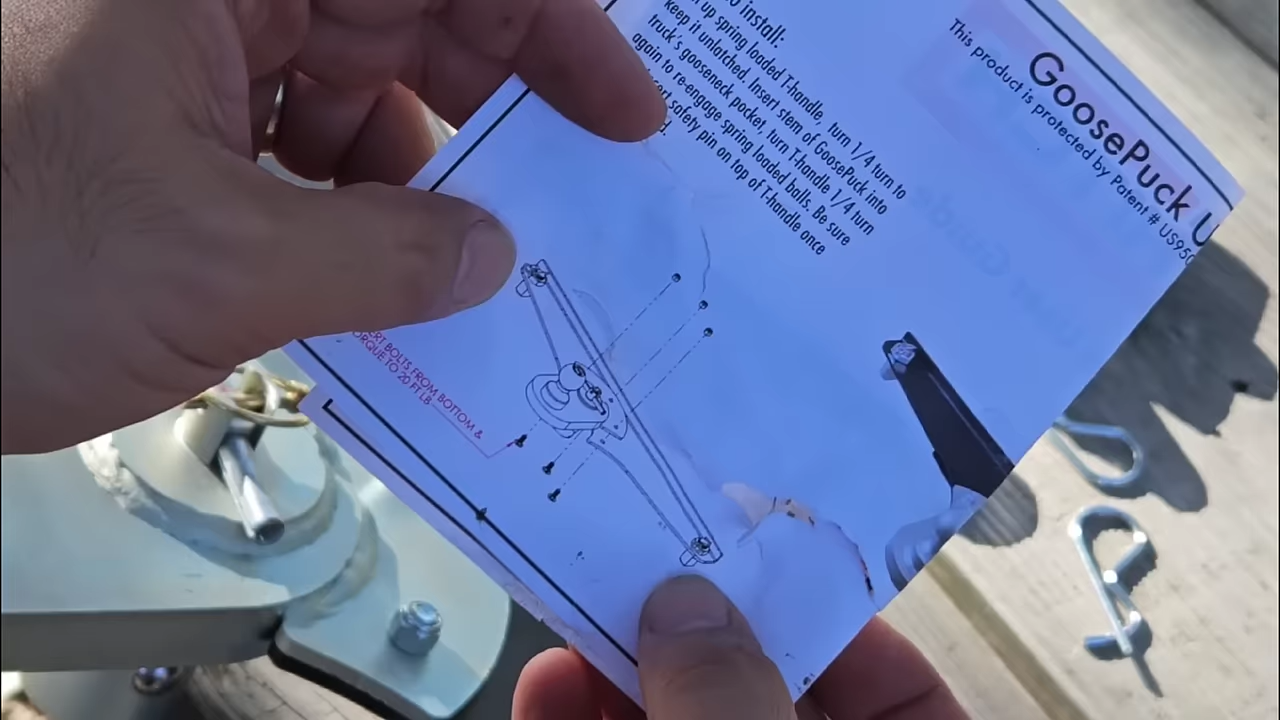 GoosePuck U
This product is protected by Patent # US950
to install:
up spring loaded T-handle, turn 1/4 turn to
keep it unlatched. Insert stem of GoosePuck into
truck's gooseneck pocket, turn T-handle 1/4 turn
again to re-engage spring loaded balls. Be sure
safety pin on top of T-handle once
BOLTS FROM BOTTOM &
TORQUE TO 20 FT LB